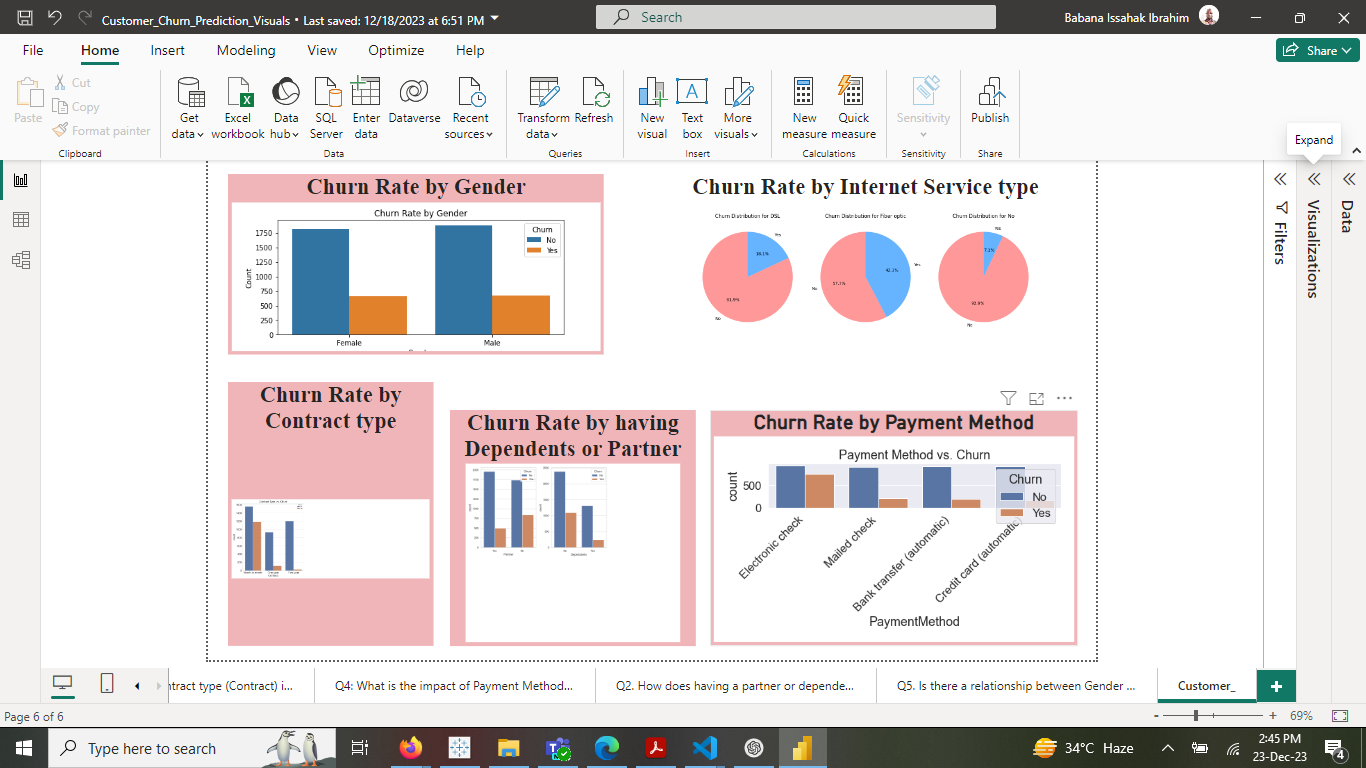 Customer_Churn_Prediction_Visuals • Last saved: 12/18/2023 at 6:51 PM
Search
Babana Issahak Ibrahim
File Home Insert Modeling View Optimize Help
Share
Paste
Cut
Copy
Format painter
Clipboard
Get data
Excel workbook
Data hub
SQL Server
Enter data
Dataverse
Recent sources
Data
Transform data
Refresh
Queries
New visual
Text box
More visuals
Insert
New measure
Quick measure
Calculations
Sensitivity
Sensitivity
Publish
Share
Expand
Filters
Visualizations
Data
Churn Rate by Gender
Churn Rate by Gender
Churn
No
Yes
Count
1750
1500
1250
1000
750
500
250
0
Female
Male
Churn Rate by Internet Service type
Churn Distribution for DSL
Churn Distribution for Fiber optic
Churn Distribution for No
Yes
No
Yes
42.2%
57.7%
No
No
7.1%
92.9%
No
Churn Rate by
Contract type
Churn Rate by having
Dependents or Partner
Churn Rate by Payment Method
Payment Method vs. Churn
count
500
0
Churn
No
Yes
Electronic check
Mailed check
Bank transfer (automatic)
Credit card (automatic)
PaymentMethod
ntract type (Contract) i...
Q4: What is the impact of Payment Method...
Q2. How does having a partner or depende...
Q5. Is there a relationship between Gender ...
Customer_
Page 6 of 6
- + 69%
Type here to search
34°C Haze
2:45 PM
23-Dec-23
4